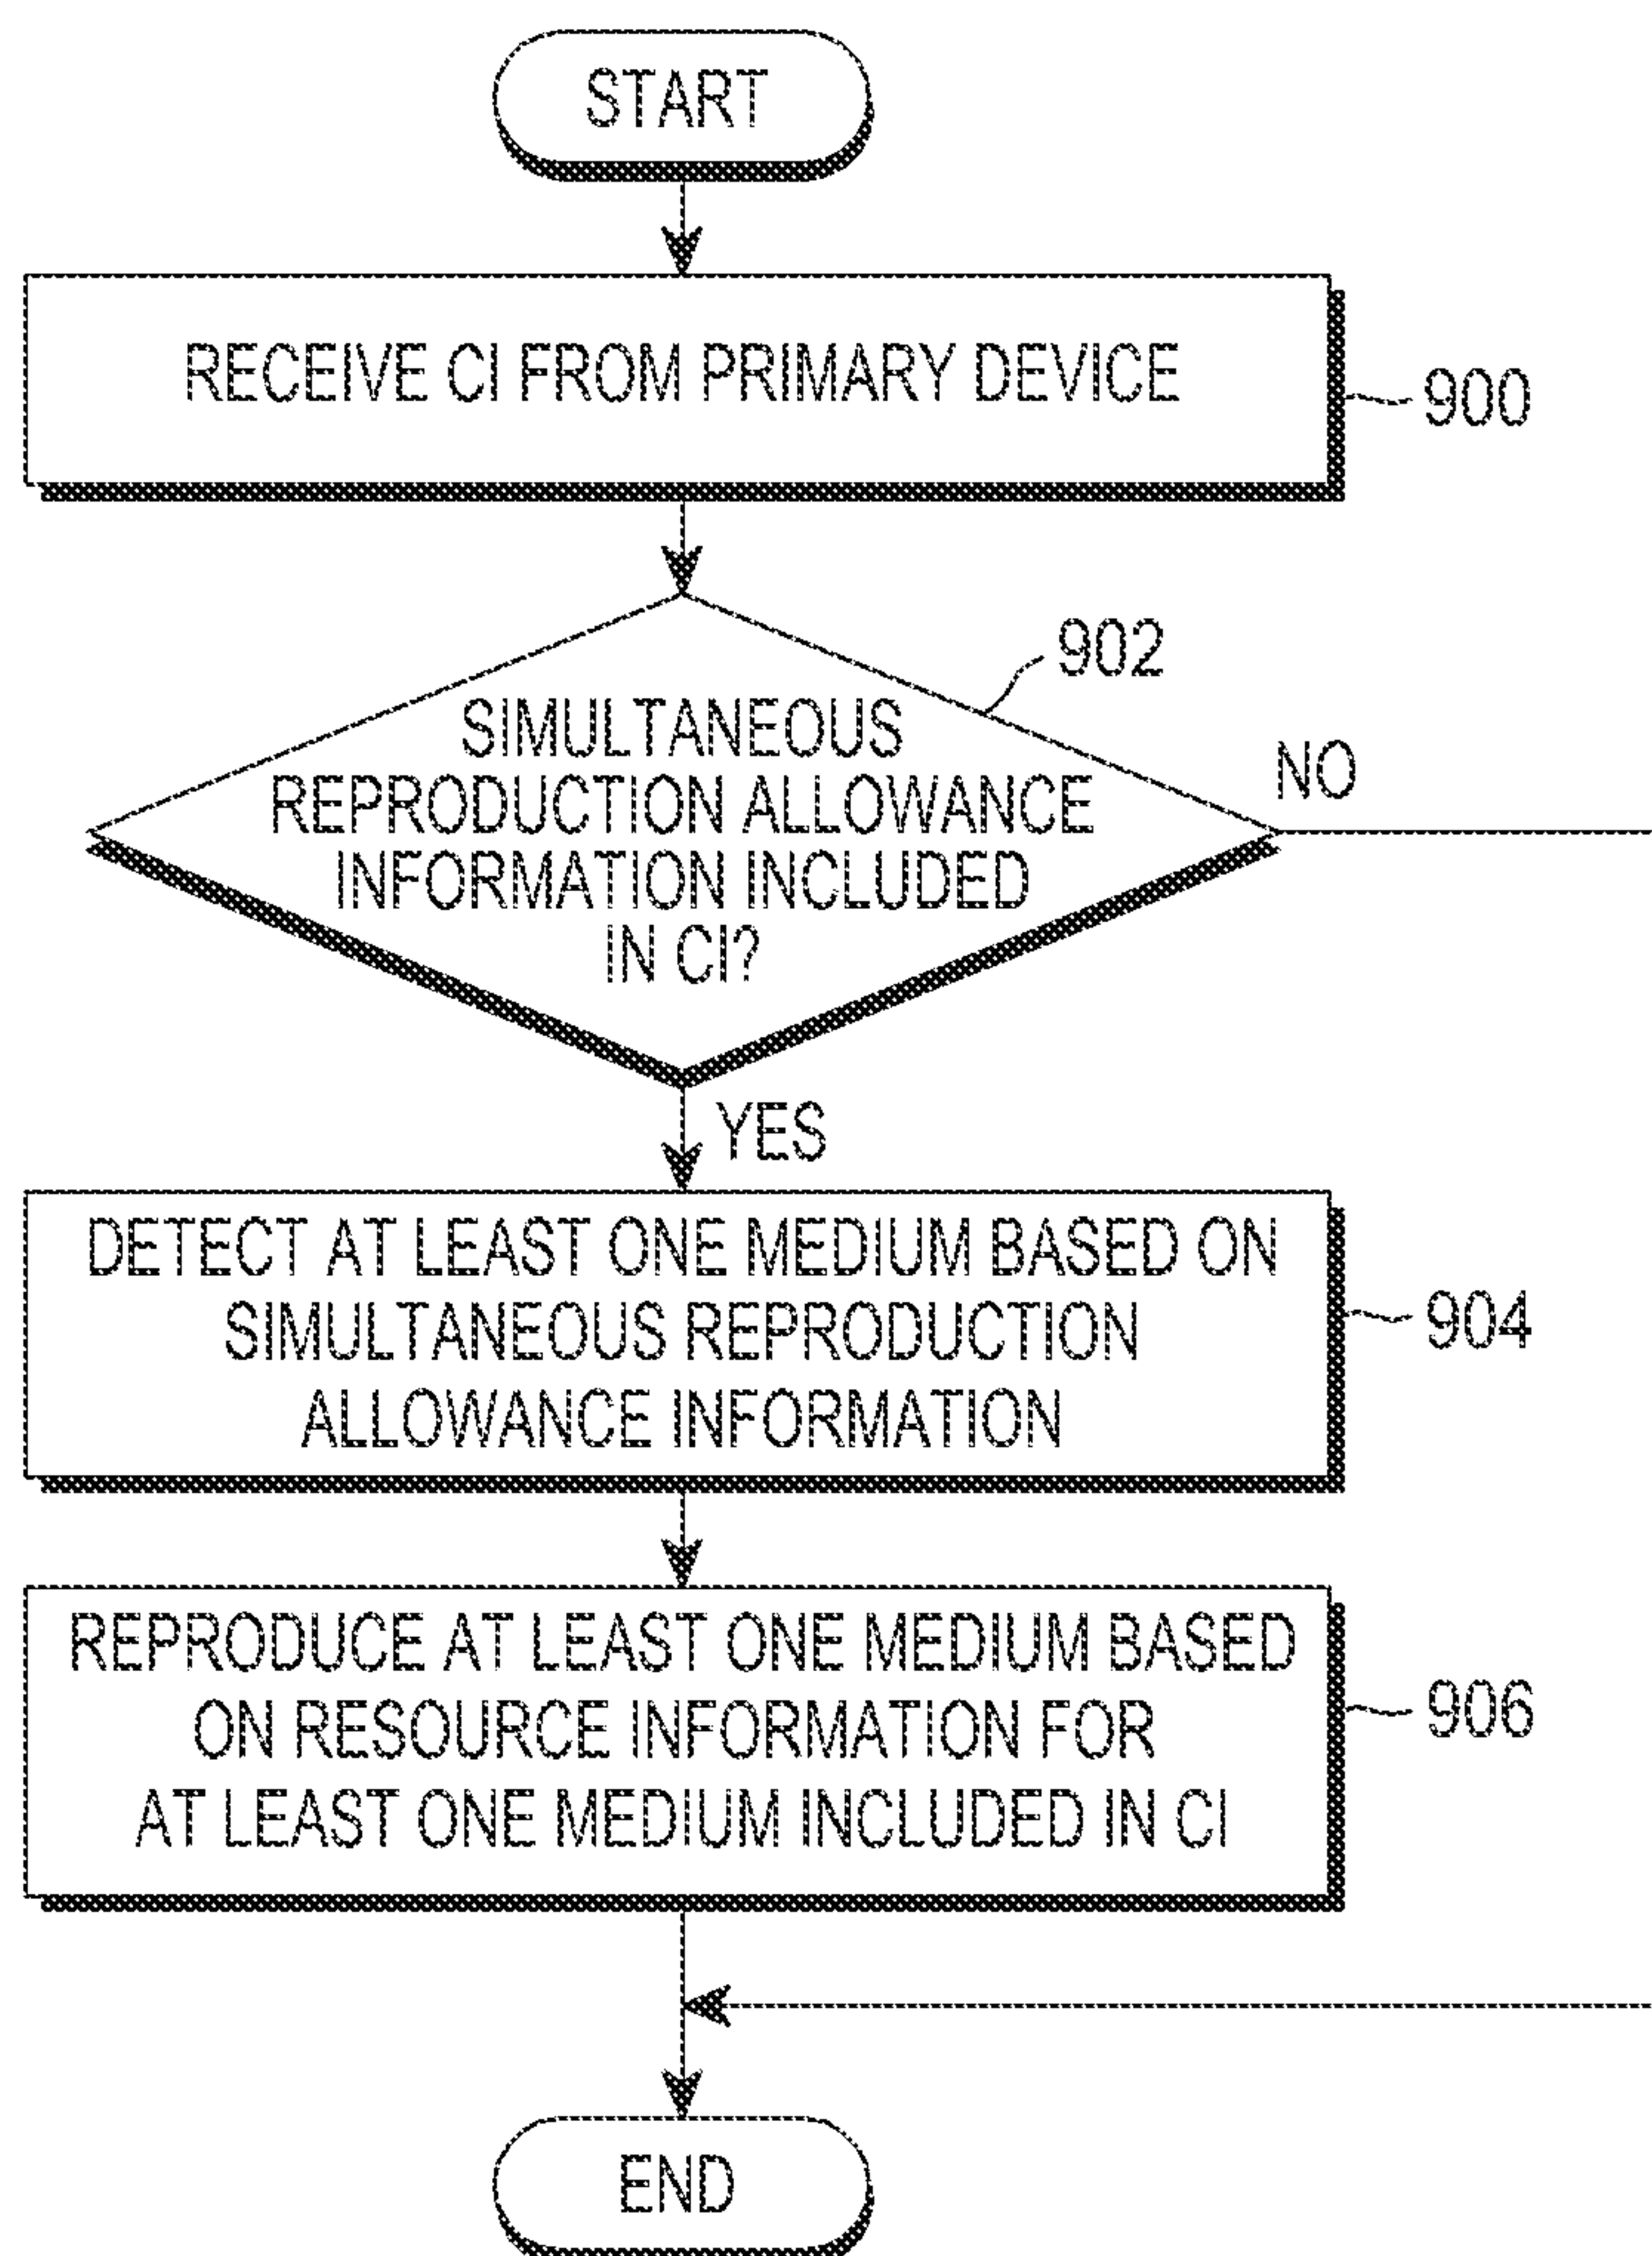 START
RECEIVE CI FROM PRIMARY DEVICE
900
902
SIMULTANEOUS
REPRODUCTION ALLOWANCE
INFORMATION INCLUDED
IN CI?
NO
YES
DETECT AT LEAST ONE MEDIUM BASED ON
SIMULTANEOUS REPRODUCTION
ALLOWANCE INFORMATION
904
REPRODUCE AT LEAST ONE MEDIUM BASED
ON RESOURCE INFORMATION FOR
AT LEAST ONE MEDIUM INCLUDED IN CI
906
END